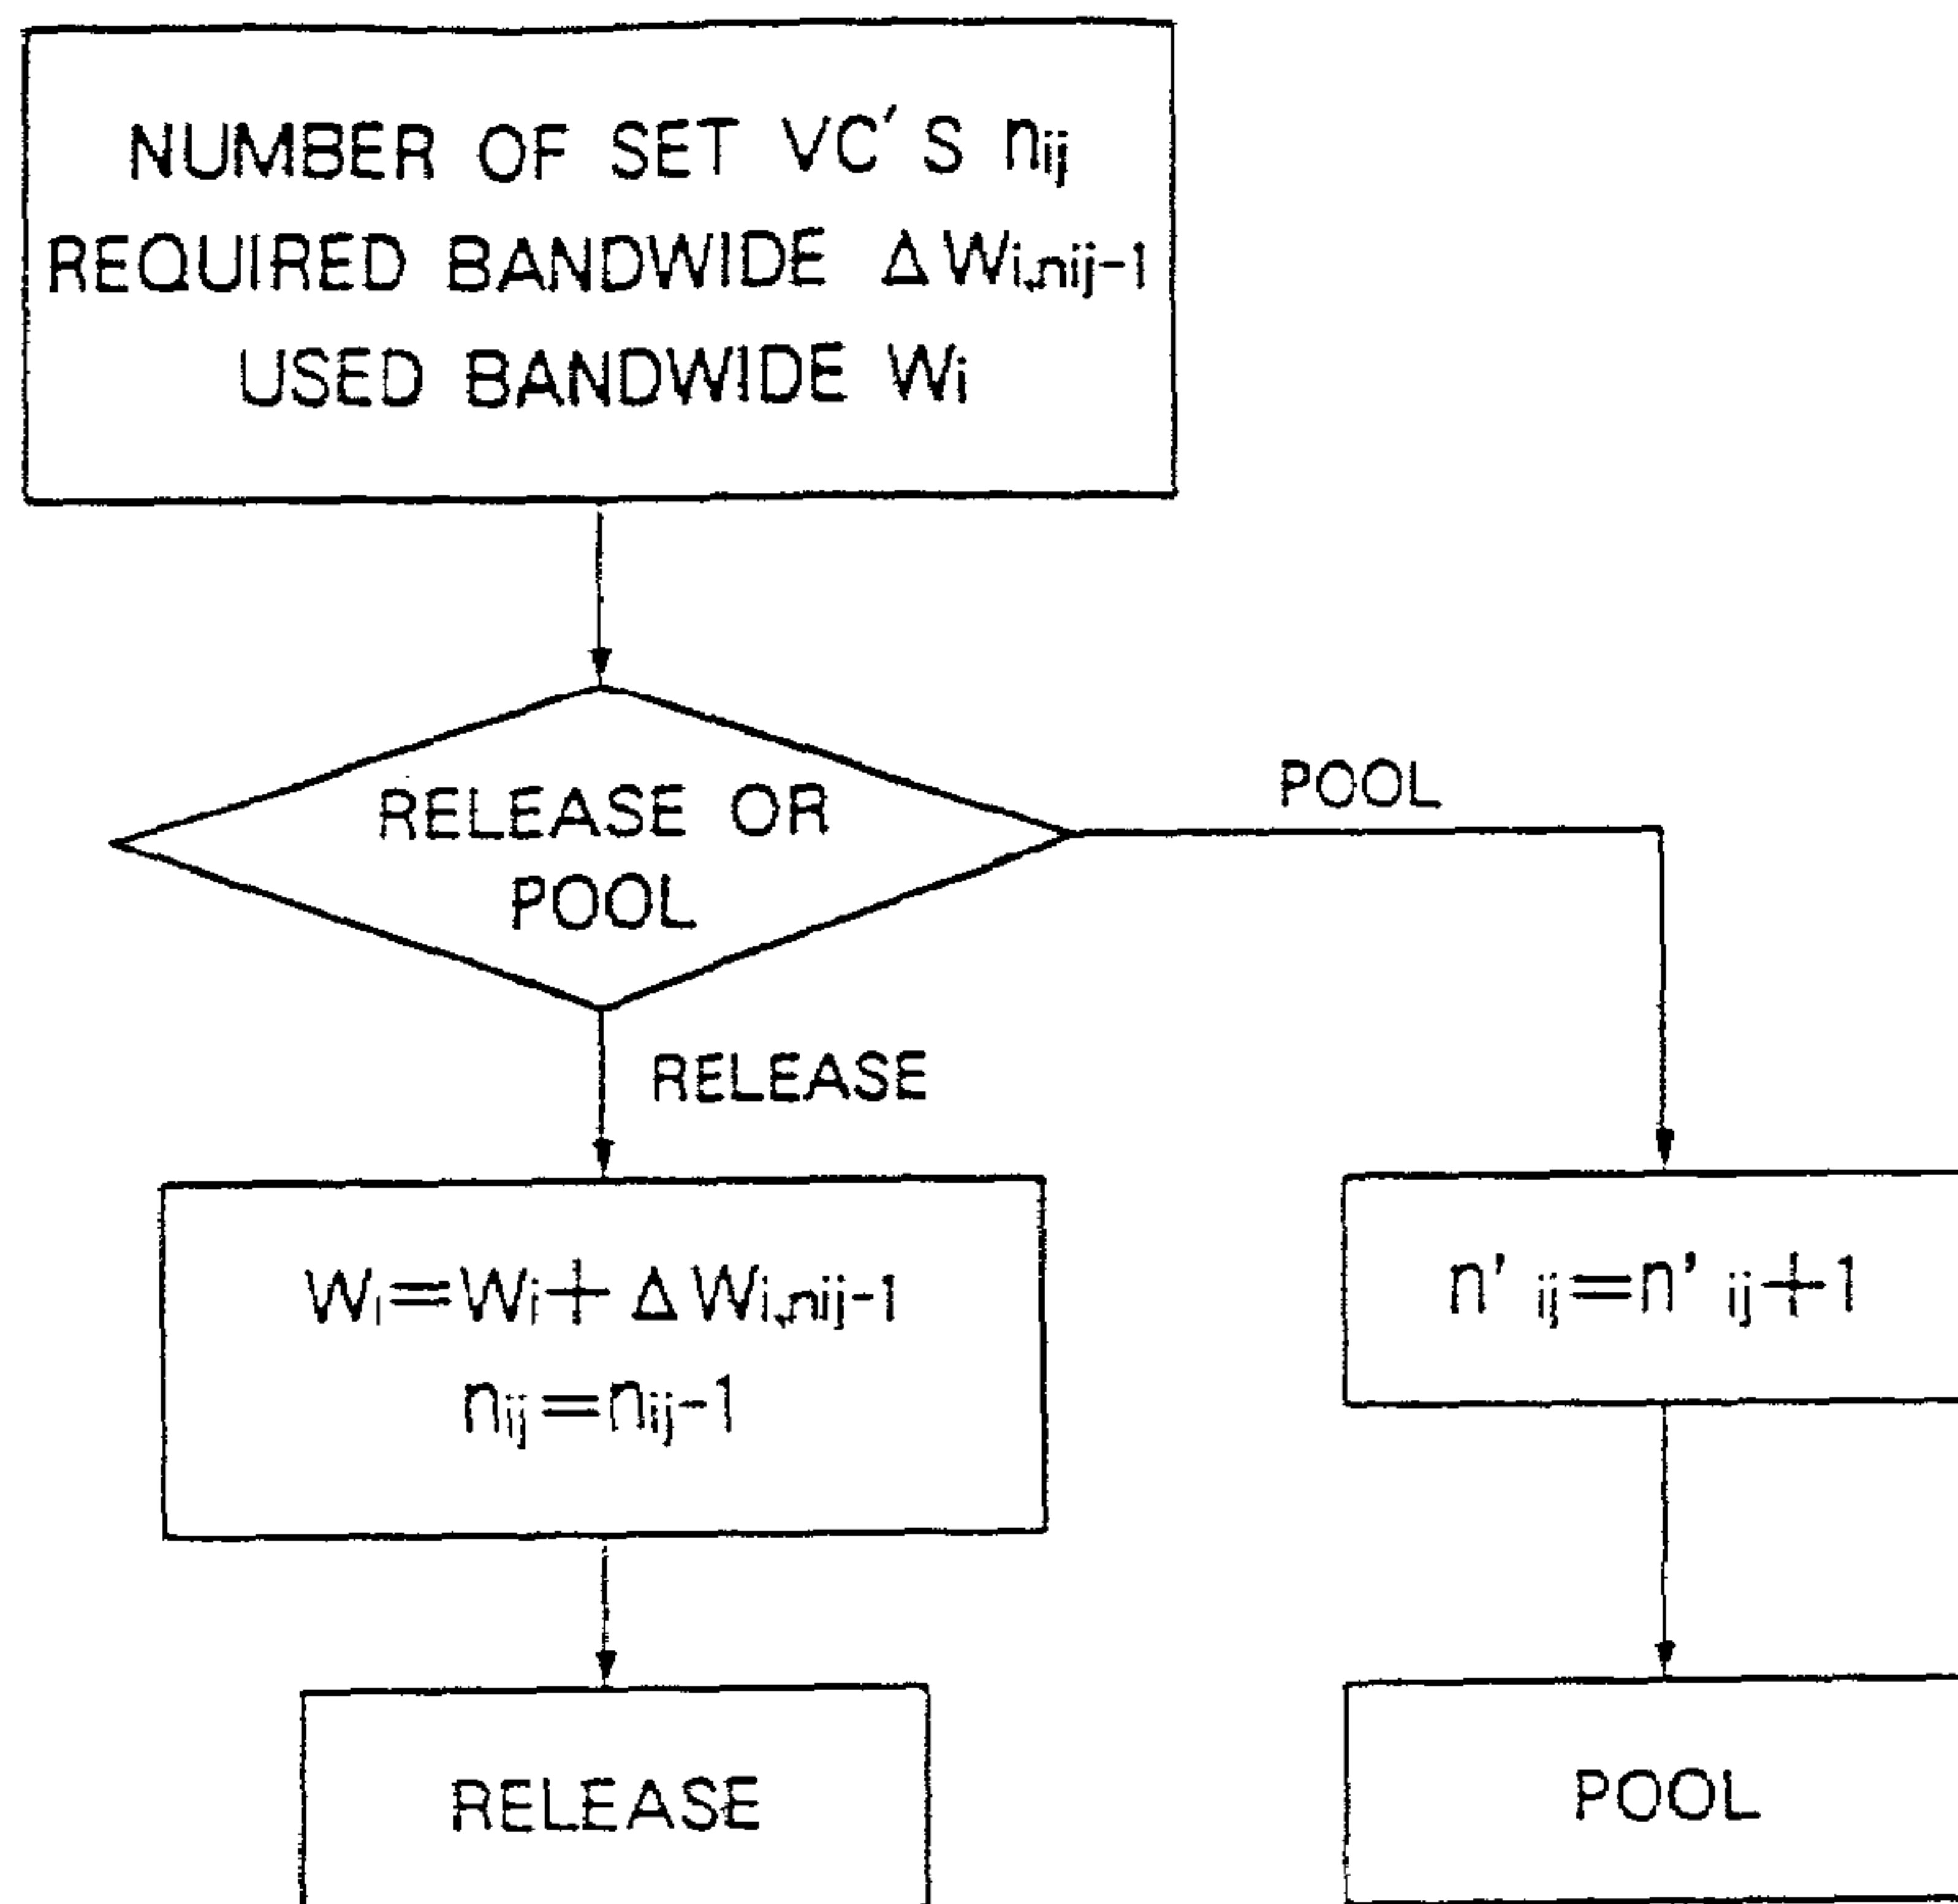 NUMBER OF SET VC'S nij
REQUIRED BANDWIDE ΔWi,nij-1
USED BANDWIDE Wi
RELEASE OR
POOL
POOL
RELEASE
Wi=Wi+ΔWi,nij-1
nij=nij-1
n' ij=n' ij+1
RELEASE
POOL